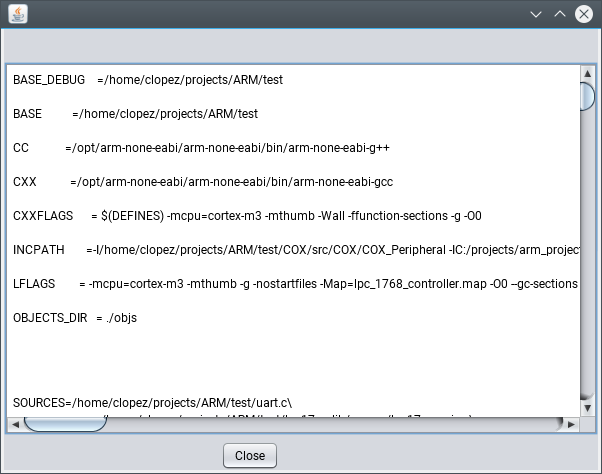 BASE_DEBUG =/home/clopez/projects/ARM/test
BASE =/home/clopez/projects/ARM/test
CC =/opt/arm-none-eabi/arm-none-eabi/bin/arm-none-eabi-g++
CXX =/opt/arm-none-eabi/arm-none-eabi/bin/arm-none-eabi-gcc
CXXFLAGS = $(DEFINES) -mcpu=cortex-m3 -mthumb -Wall -ffunction-sections -g -O0
INCPATH =-I/home/clopez/projects/ARM/test/COX/src/COX/COX_Peripheral -IC:/projects/arm_project
LFLAGS = -mcpu=cortex-m3 -mthumb -g -nostartfiles -Map=lpc_1768_controller.map -O0 --gc-sections
OBJECTS_DIR = ./objs
SOURCES=/home/clopez/projects/ARM/test/uart.c\
Close